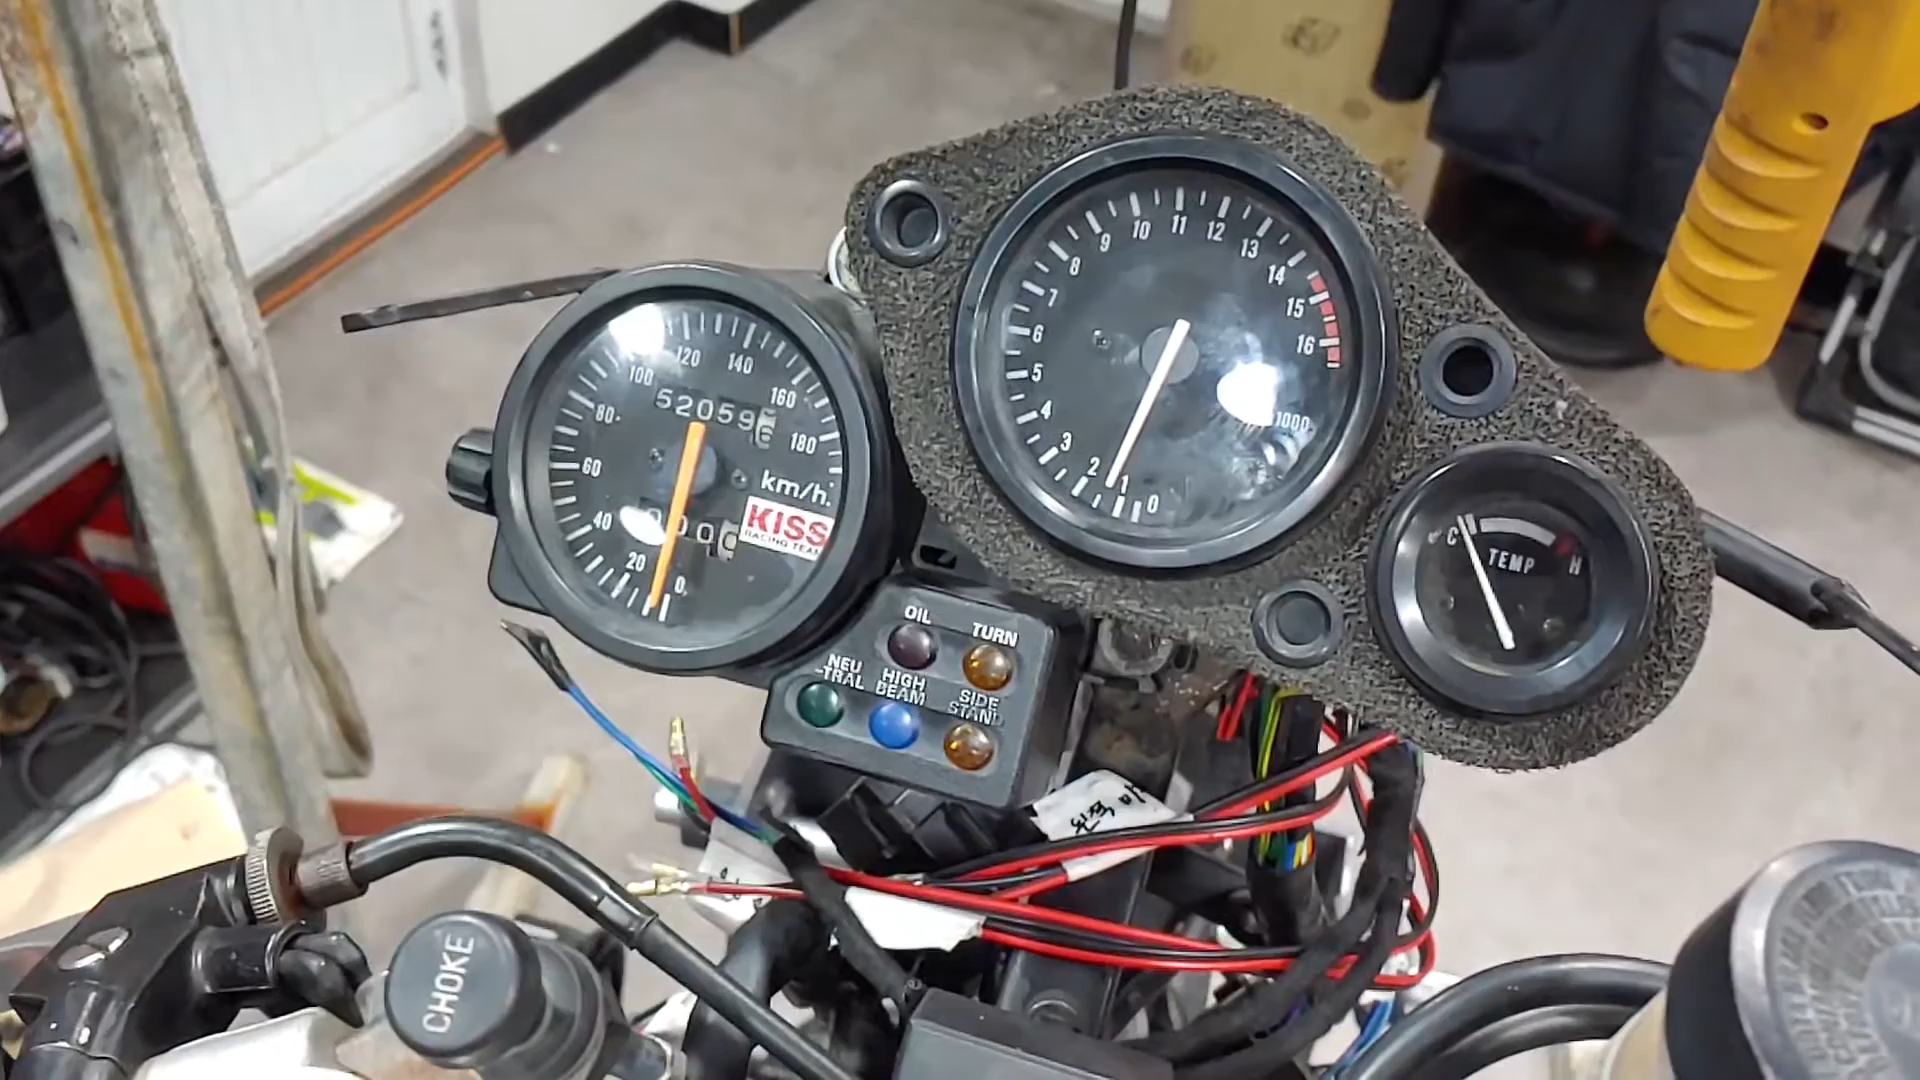 0
20
40
60
80
100
120
140
160
180
52059
km/h
KISS
RACING TEAM
0
1
2
3
4
5
6
7
8
9
10
11
12
13
14
15
16
1000
C
TEMP
H
OIL
TURN
NEU
-TRAL
HIGH
BEAM
SIDE
STAND
CHOKE